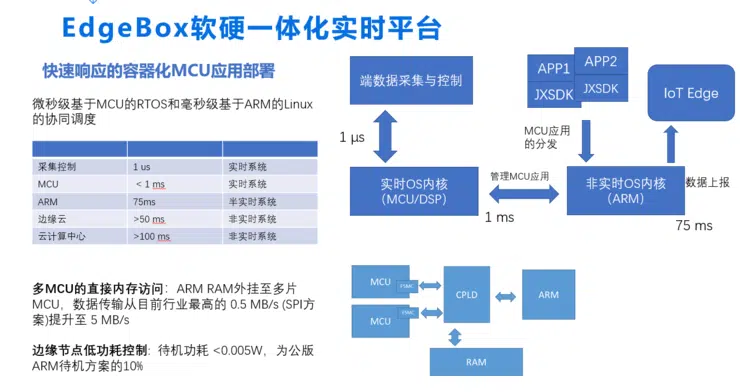 EdgeBox软硬一体化实时平台
快速响应的容器化MCU应用部署
微秒级基于MCU的RTOS和毫秒级基于ARM的Linux
的协同调度
采集控制 1 us 实时系统
MCU < 1 ms 实时系统
ARM 75ms 半实时系统
边缘云 >50 ms 非实时系统
云计算中心 >100 ms 非实时系统
多MCU的直接内存访问：ARM RAM外挂至多片
MCU，数据传输从目前行业最高的 0.5 MB/s (SPI方
案)提升至 5 MB/s
边缘节点低功耗控制：待机功耗 <0.005W，为公版
ARM待机方案的10%
端数据采集与控制
1 μs
实时OS内核
(MCU/DSP)
管理MCU应用
1 ms
APP1
JXSDK
APP2
JXSDK
MCU应用
的分发
IoT Edge
非实时OS内核
（ARM）
数据上报
75 ms
MCU
FSMC
MCU
FSMC
CPLD
ARM
RAM